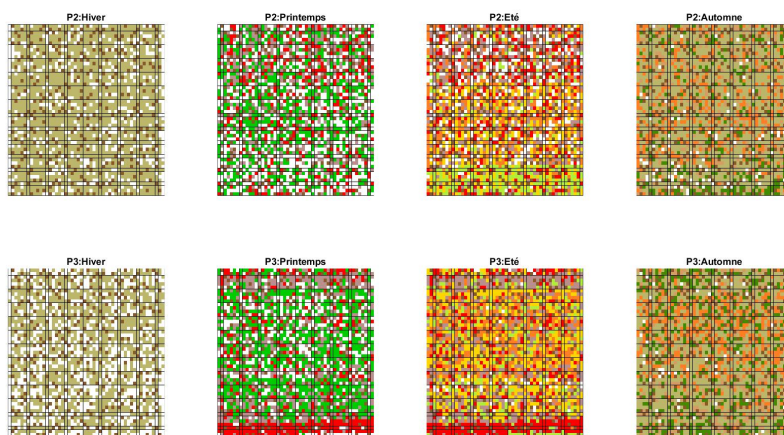 P2:Hiver
P2:Printemps
P2:Eté
P2:Automne
P3:Hiver
P3:Printemps
P3:Eté
P3:Automne